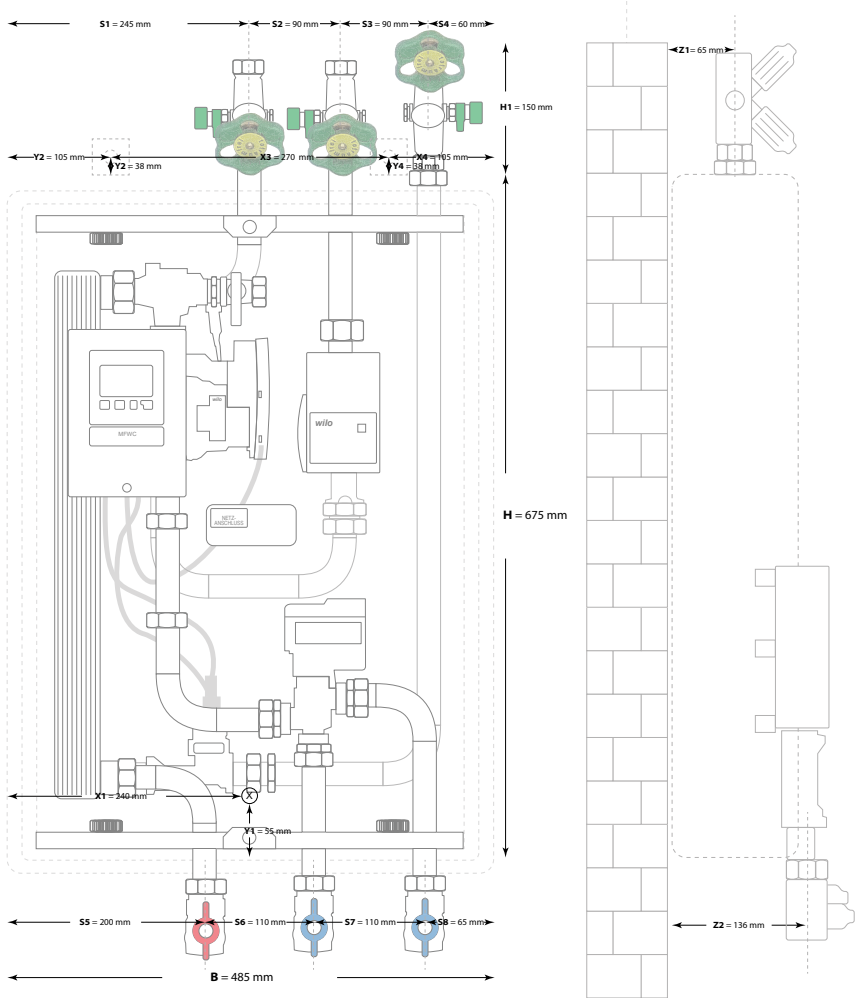 S1 = 245 mm
S2 = 90 mm
S3 = 90 mm
S4 = 60 mm
Z1= 65 mm
H1 = 150 mm
Y2 = 105 mm
X3 = 270 mm
X4 = 105 mm
Y2 = 38 mm
Y4 = 38 mm
wilo
wilo
MFWC
NETZ-
ANSCHLUSS
H = 675 mm
X1 = 240 mm
X
Y1 = 55 mm
S5 = 200 mm
S6 = 110 mm
S7 = 110 mm
S8 = 65 mm
Z2 = 136 mm
B = 485 mm